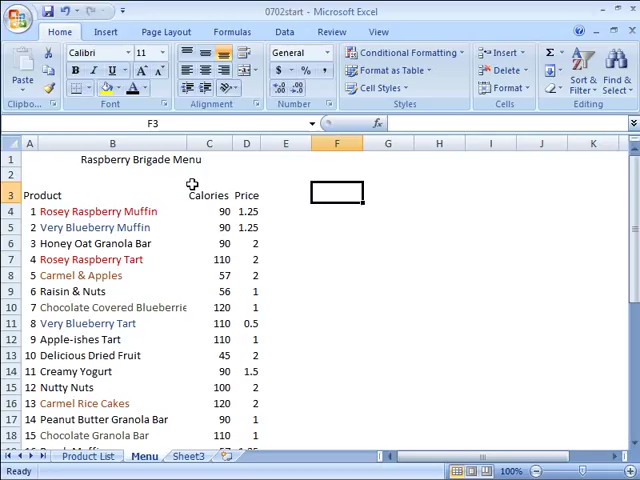 0702start - Microsoft Excel
Home Insert Page Layout Formulas Data Review View
Calibri 11 General Conditional Formatting Insert Σ
Paste B I U A A $ % , Format as Table Delete Sort & Find &
Cell Styles Format Filter Select
Clipbo... Font Alignment Number Styles Cells Editing
F3 fx
A B C D E F G H I J K
1 Raspberry Brigade Menu
2
3 Product Calories Price
4 1 Rosey Raspberry Muffin 90 1.25
5 2 Very Blueberry Muffin 90 1.25
6 3 Honey Oat Granola Bar 90 2
7 4 Rosey Raspberry Tart 110 2
8 5 Carmel & Apples 57 2
9 6 Raisin & Nuts 56 1
10 7 Chocolate Covered Blueberrie 120 1
11 8 Very Blueberry Tart 110 0.5
12 9 Apple-ishes Tart 110 1
13 10 Delicious Dried Fruit 45 2
14 11 Creamy Yogurt 90 1.5
15 12 Nutty Nuts 100 2
16 13 Carmel Rice Cakes 120 2
17 14 Peanut Butter Granola Bar 90 1
18 15 Chocolate Granola Bar 110 1
Product List Menu Sheet3
Ready 100%